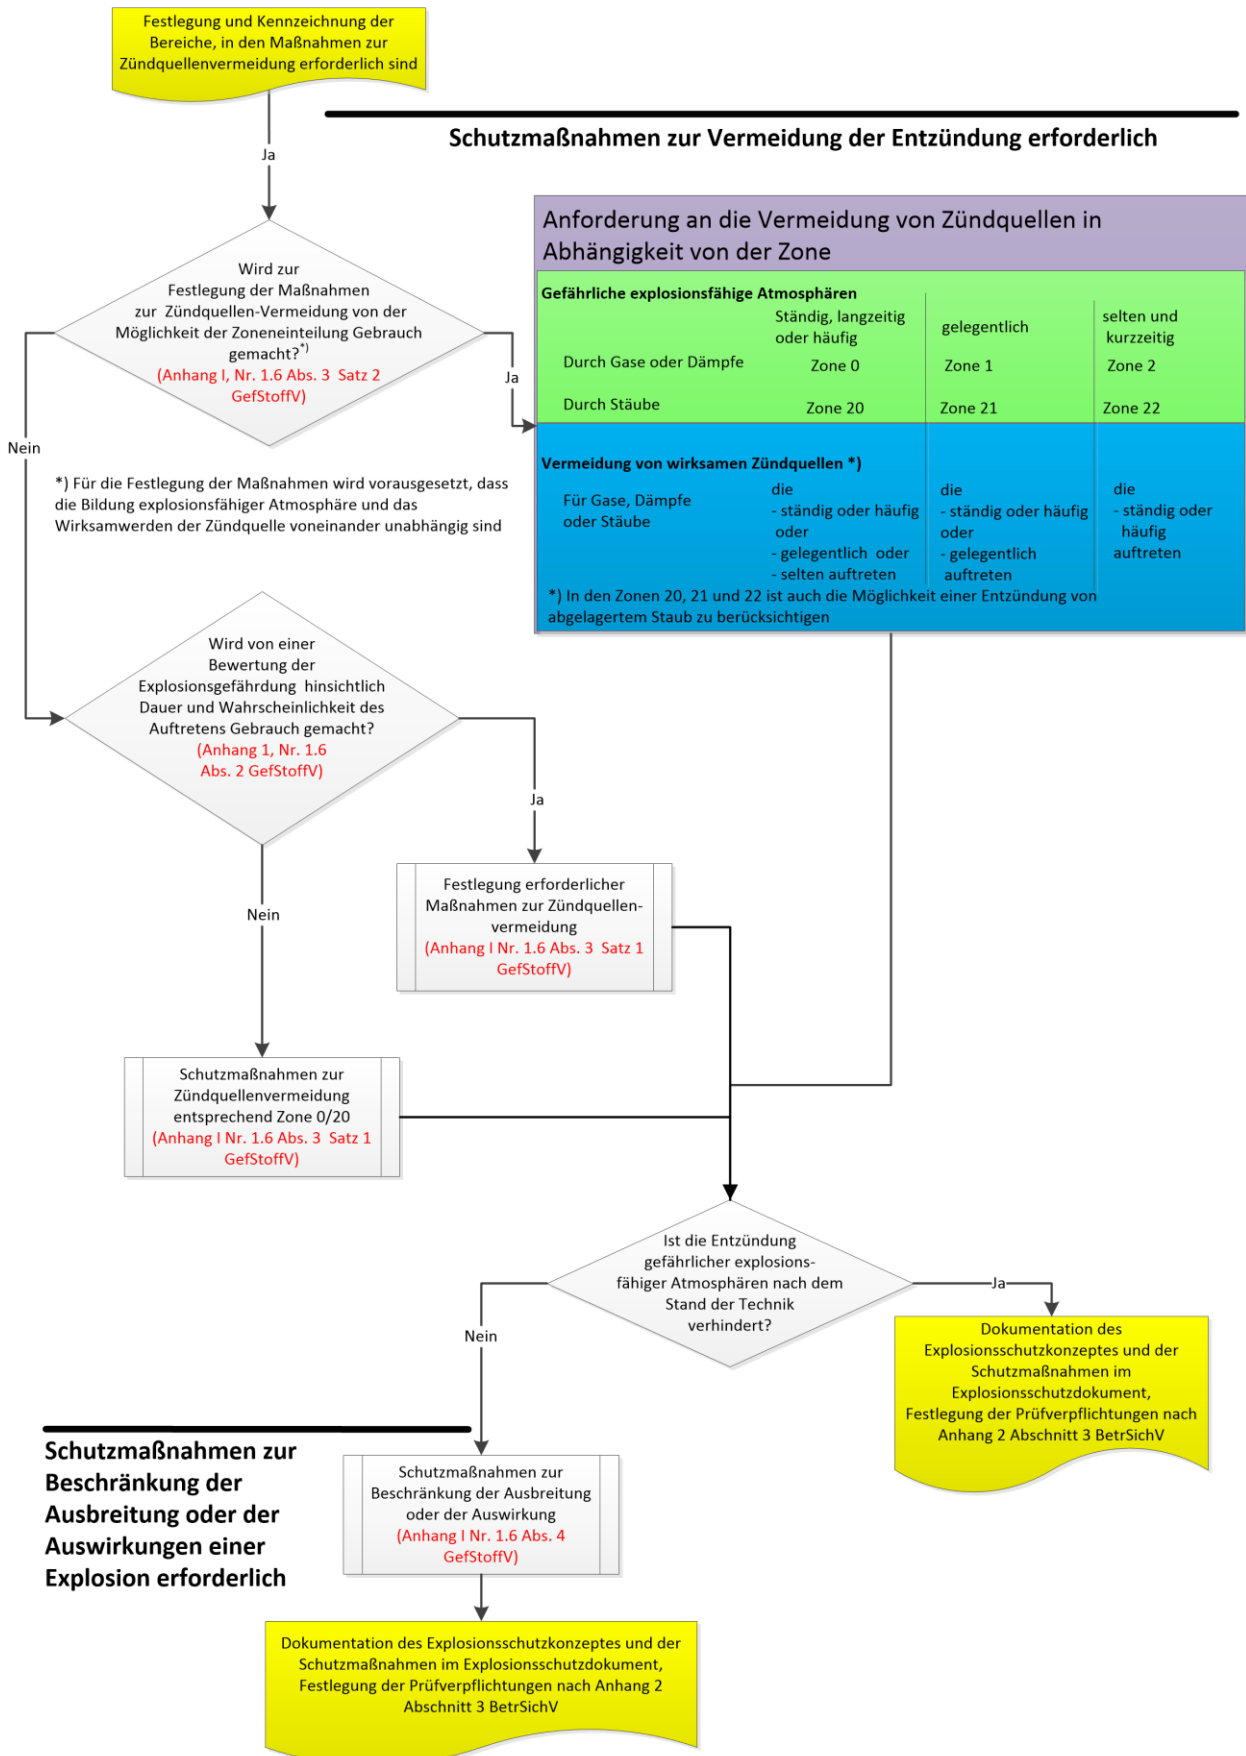 Festlegung und Kennzeichnung der
Bereiche, in den Maßnahmen zur
Zündquellenvermeidung erforderlich sind
Schutzmaßnahmen zur Vermeidung der Entzündung erforderlich
Ja
Wird zur
Festlegung der Maßnahmen
zur Zündquellen-Vermeidung von der
Möglichkeit der Zoneneinteilung Gebrauch
gemacht?*)
(Anhang I, Nr. 1.6 Abs. 3 Satz 2
GefStoffV)
Ja
Nein
Anforderung an die Vermeidung von Zündquellen in
Abhängigkeit von der Zone
Gefährliche explosionsfähige Atmosphären
Ständig, langzeitig
oder häufig
gelegentlich
selten und
kurzzeitig
Durch Gase oder Dämpfe
Zone 0
Zone 1
Zone 2
Durch Stäube
Zone 20
Zone 21
Zone 22
Vermeidung von wirksamen Zündquellen *)
Für Gase, Dämpfe
oder Stäube
die
- ständig oder häufig
oder
- gelegentlich oder
- selten auftreten
die
- ständig oder häufig
oder
- gelegentlich
auftreten
die
- ständig oder
häufig
auftreten
*) In den Zonen 20, 21 und 22 ist auch die Möglichkeit einer Entzündung von
abgelagertem Staub zu berücksichtigen
*) Für die Festlegung der Maßnahmen wird vorausgesetzt, dass
die Bildung explosionsfähiger Atmosphäre und das
Wirksamwerden der Zündquelle voneinander unabhängig sind
Wird von einer
Bewertung der
Explosionsgefährdung hinsichtlich
Dauer und Wahrscheinlichkeit des
Auftretens Gebrauch gemacht?
(Anhang 1, Nr. 1.6
Abs. 2 GefStoffV)
Ja
Nein
Festlegung erforderlicher
Maßnahmen zur Zündquellen-
vermeidung
(Anhang I Nr. 1.6 Abs. 3 Satz 1
GefStoffV)
Schutzmaßnahmen zur
Zündquellenvermeidung
entsprechend Zone 0/20
(Anhang I Nr. 1.6 Abs. 3 Satz 1
GefStoffV)
Ist die Entzündung
gefährlicher explosions-
fähiger Atmosphären nach dem
Stand der Technik
verhindert?
Ja
Nein
Dokumentation des
Explosionsschutzkonzeptes und der
Schutzmaßnahmen im
Explosionsschutzdokument,
Festlegung der Prüfverpflichtungen nach
Anhang 2 Abschnitt 3 BetrSichV
Schutzmaßnahmen zur
Beschränkung der
Ausbreitung oder der
Auswirkungen einer
Explosion erforderlich
Schutzmaßnahmen zur
Beschränkung der Ausbreitung
oder der Auswirkung
(Anhang I Nr. 1.6 Abs. 4
GefStoffV)
Dokumentation des Explosionsschutzkonzeptes und der
Schutzmaßnahmen im Explosionsschutzdokument,
Festlegung der Prüfverpflichtungen nach Anhang 2
Abschnitt 3 BetrSichV